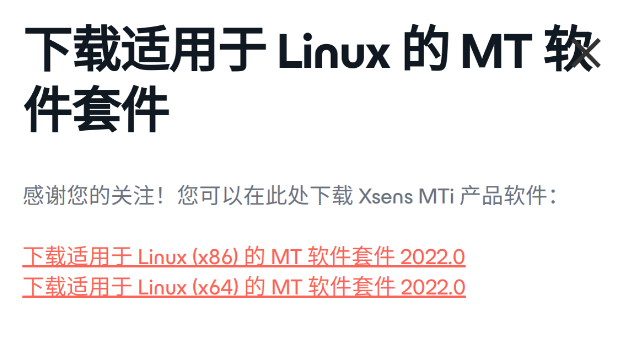 下载适用于 Linux 的 MT 软
件套件
感谢您的关注！您可以在此处下载 Xsens MTi 产品软件：
下载适用于 Linux (x86) 的 MT 软件套件 2022.0
下载适用于 Linux (x64) 的 MT 软件套件 2022.0